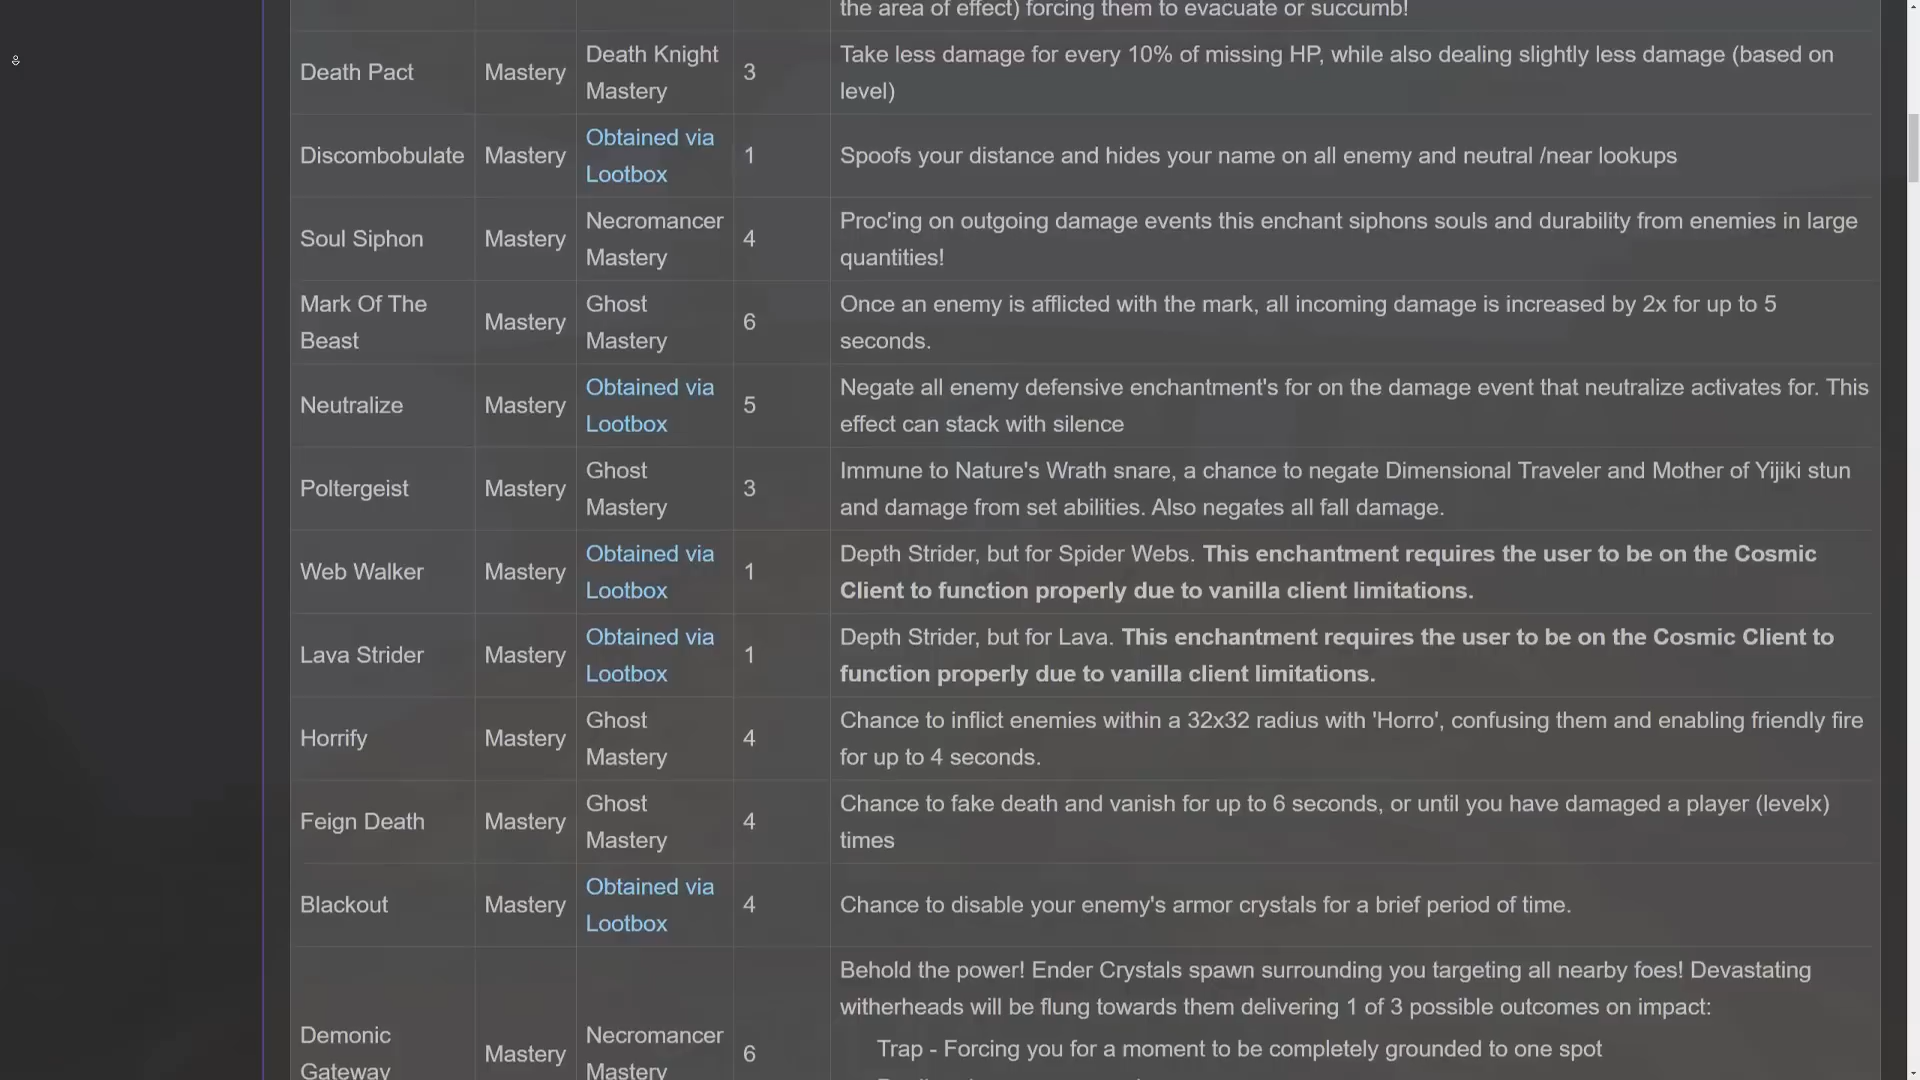 the area of effect) forcing them to evacuate or succumb!
Death Pact
Mastery
Death Knight
Mastery
3
Take less damage for every 10% of missing HP, while also dealing slightly less damage (based on
level)
Discombobulate
Mastery
Obtained via
Lootbox
1
Spoofs your distance and hides your name on all enemy and neutral /near lookups
Soul Siphon
Mastery
Necromancer
Mastery
4
Proc'ing on outgoing damage events this enchant siphons souls and durability from enemies in large
quantities!
Mark Of The
Beast
Mastery
Ghost
Mastery
6
Once an enemy is afflicted with the mark, all incoming damage is increased by 2x for up to 5
seconds.
Neutralize
Mastery
Obtained via
Lootbox
5
Negate all enemy defensive enchantment's for on the damage event that neutralize activates for. This
effect can stack with silence
Poltergeist
Mastery
Ghost
Mastery
3
Immune to Nature's Wrath snare, a chance to negate Dimensional Traveler and Mother of Yijiki stun
and damage from set abilities. Also negates all fall damage.
Web Walker
Mastery
Obtained via
Lootbox
1
Depth Strider, but for Spider Webs. This enchantment requires the user to be on the Cosmic
Client to function properly due to vanilla client limitations.
Lava Strider
Mastery
Obtained via
Lootbox
1
Depth Strider, but for Lava. This enchantment requires the user to be on the Cosmic Client to
function properly due to vanilla client limitations.
Horrify
Mastery
Ghost
Mastery
4
Chance to inflict enemies within a 32x32 radius with 'Horro', confusing them and enabling friendly fire
for up to 4 seconds.
Feign Death
Mastery
Ghost
Mastery
4
Chance to fake death and vanish for up to 6 seconds, or until you have damaged a player (levelx)
times
Blackout
Mastery
Obtained via
Lootbox
4
Chance to disable your enemy's armor crystals for a brief period of time.
Demonic
Gateway
Mastery
Necromancer
Mastery
6
Behold the power! Ender Crystals spawn surrounding you targeting all nearby foes! Devastating
witherheads will be flung towards them delivering 1 of 3 possible outcomes on impact:
Trap - Forcing you for a moment to be completely grounded to one spot